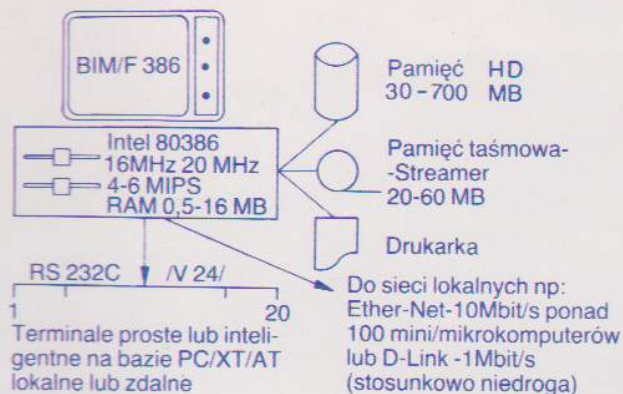 BIM/F 386
Intel 80386
16MHz 20 MHz
4-6 MIPS
RAM 0,5-16 MB
Pamięć HD
30-700 MB
Pamięć taśmowa-
-Streamer
20-60 MB
Drukarka
RS 232C /V 24/
1 20
Terminale proste lub inteli-
gentne na bazie PC/XT/AT
lokalne lub zdalne
Do sieci lokalnych np:
Ether-Net-10Mbit/s ponad
100 mini/mikrokomputerów
lub D-Link -1Mbit/s
(stosunkowo niedroga)